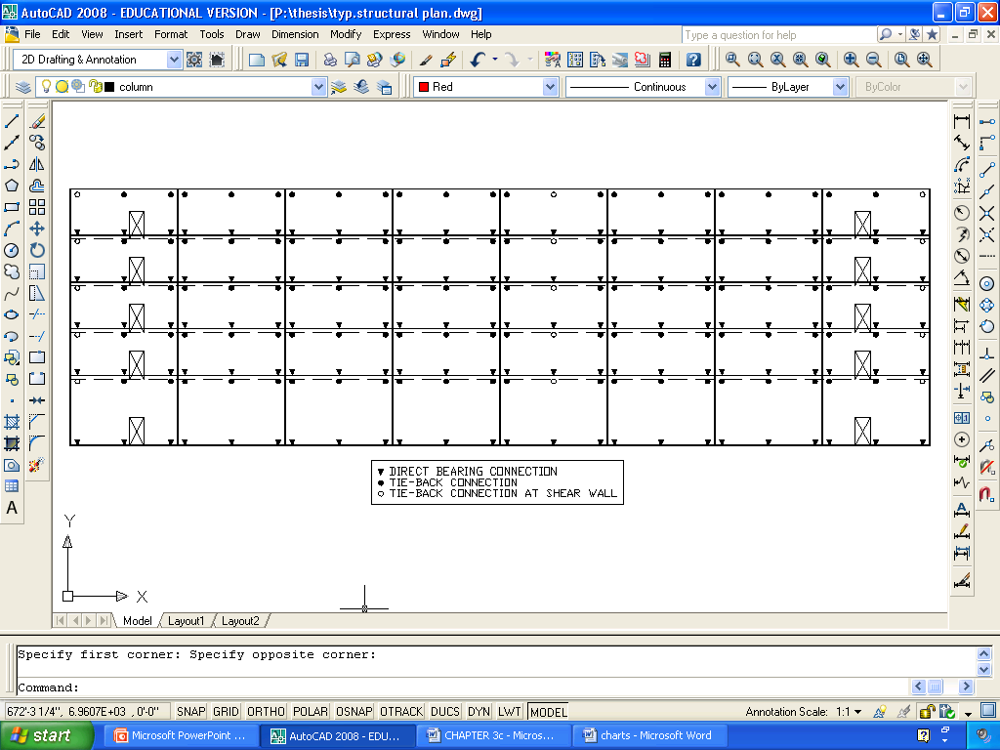 AutoCAD 2008 - EDUCATIONAL VERSION - [P:\thesis\typ.structural plan.dwg]
File Edit View Insert Format Tools Draw Dimension Modify Express Window Help Type a question for help
2D Drafting & Annotation
column Red Continuous ByLayer ByColor
DIRECT BEARING CONNECTION
TIE-BACK CONNECTION
TIE-BACK CONNECTION AT SHEAR WALL
A
Y
X
Model Layout1 Layout2
Specify first corner: Specify opposite corner:
Command:
672'-3 1/4", 6.9607E+03 , 0'-0" SNAP GRID ORTHO POLAR OSNAP OTRACK DUCS DYN LWT MODEL Annotation Scale: 1:1
start Microsoft PowerPoint ... AutoCAD 2008 - EDU... CHAPTER 3c - Micros... charts - Microsoft Word